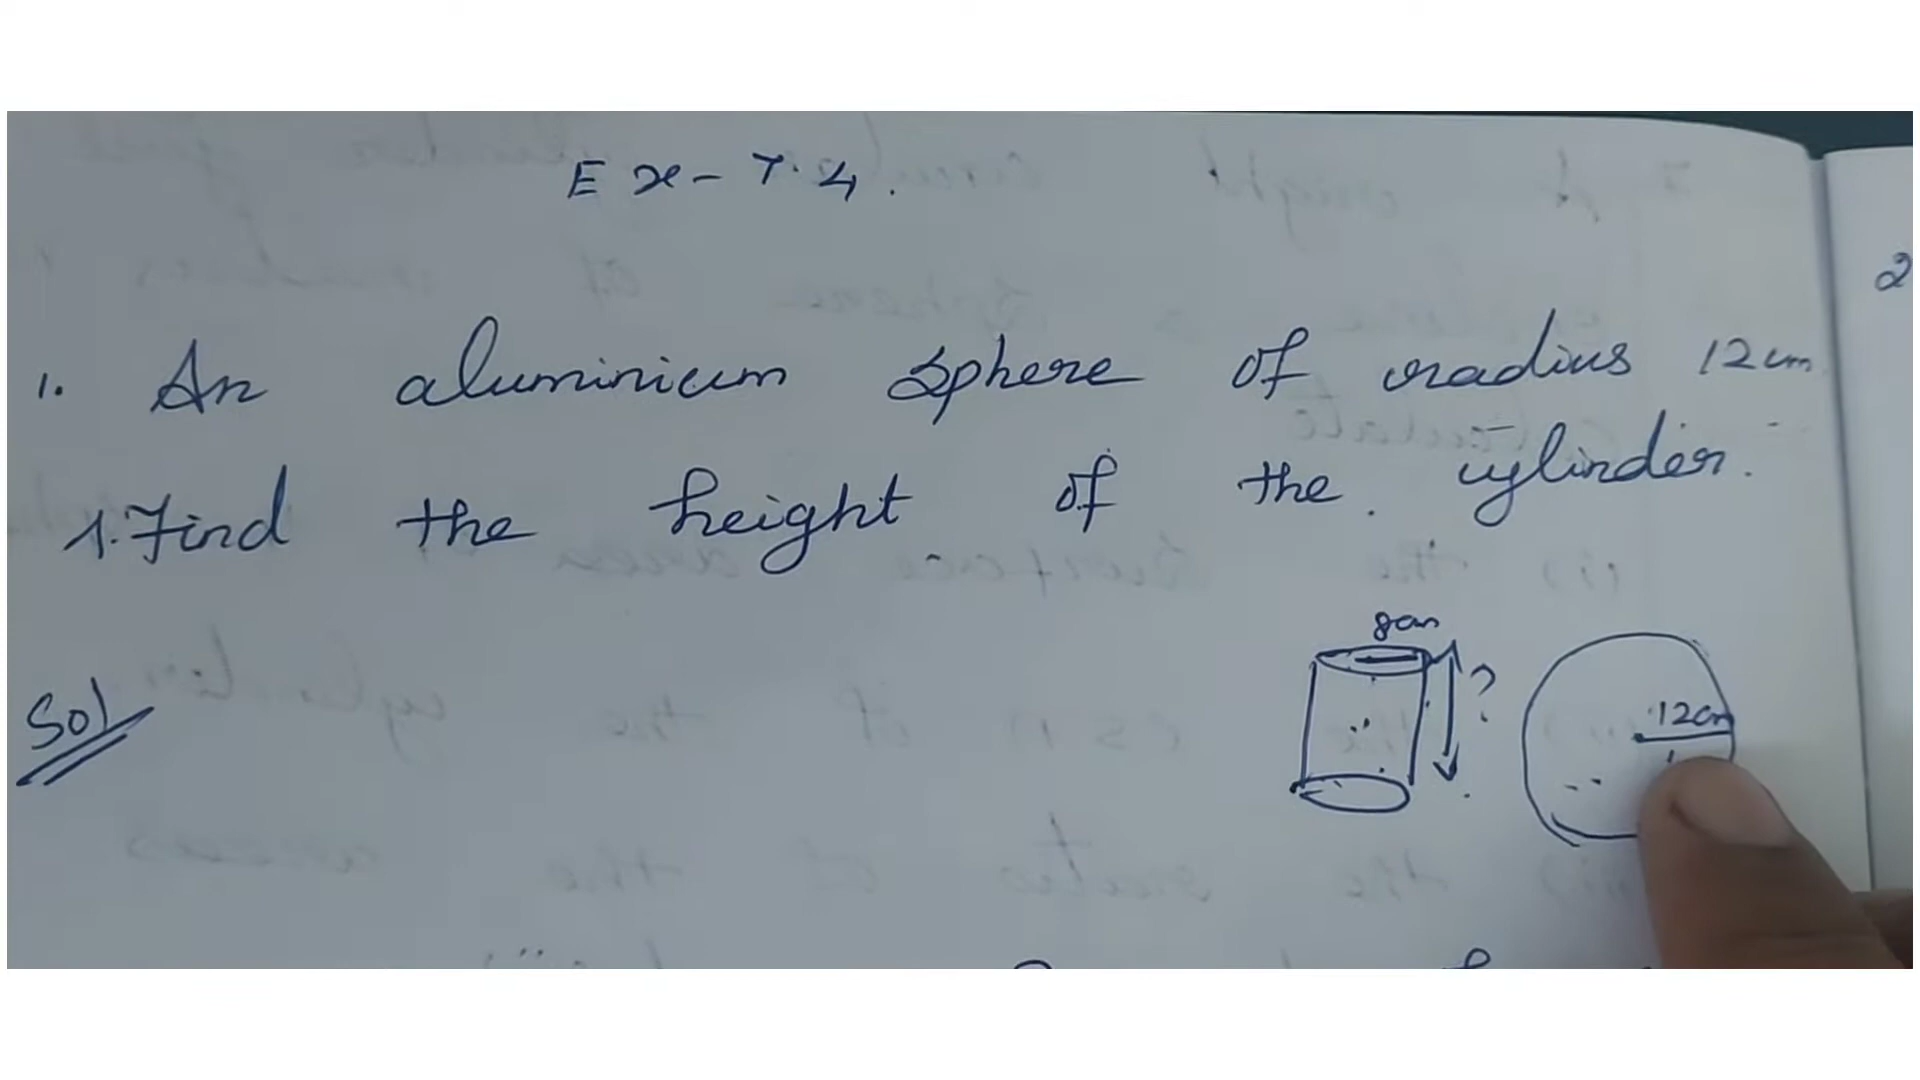 Ex - 7.4.
1. An aluminium sphere of radius 12cm
1. Find the height of the cylinder.
Sol
8cm
?
12cm
2